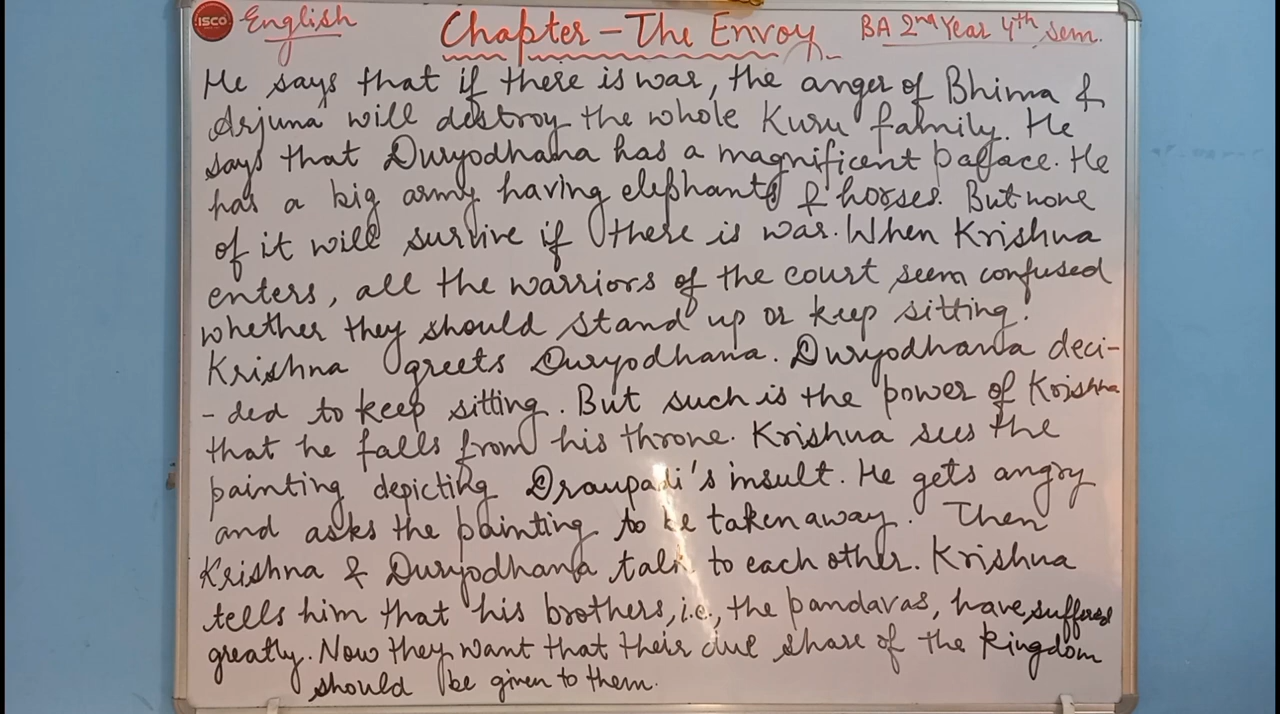 ISCO English Chapter - The Envoy BA 2nd Year 4th sem.
He says that if there is war, the anger of Bhima &
Arjuna will destroy the whole Kuru family. He
says that Duryodhana has a magnificent pallace. He
has a big army having elephants & horses. But none
of it will survive if there is war. When Krishna
enters, all the warriors of the court seem confused
whether they should stand up or keep sitting.
Krishna greets Duryodhana. Duryodhana deci-
- ded to keep sitting. But such is the power of Krishna
that he falls from his throne. Krishna sees the
painting depicting Draupadi's insult. He gets angry
and asks the painting to be taken away. Then
Krishna & Duryodhana talk to each other. Krishna
tells him that his brothers, i.e., the pandavas, have suffered
greatly. Now they want that their due share of the kingdom
should be given to them.